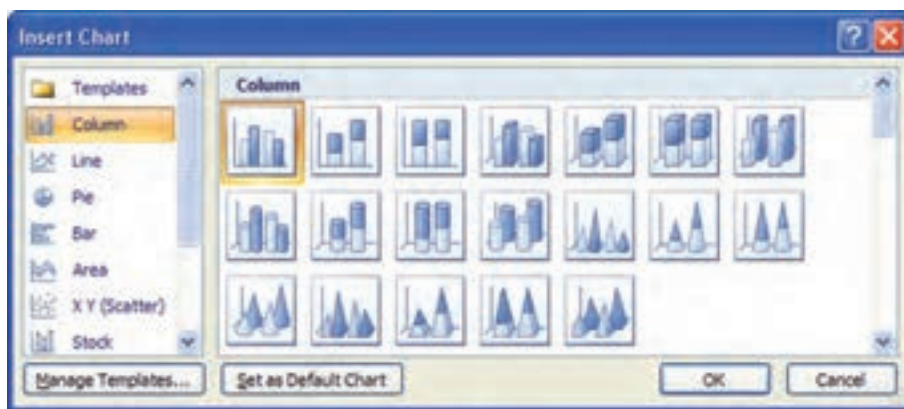 Insert Chart
Templates
Column
Line
Pie
Bar
Area
X Y (Scatter)
Stock
Column
Manage Templates...
Set as Default Chart
OK
Cancel